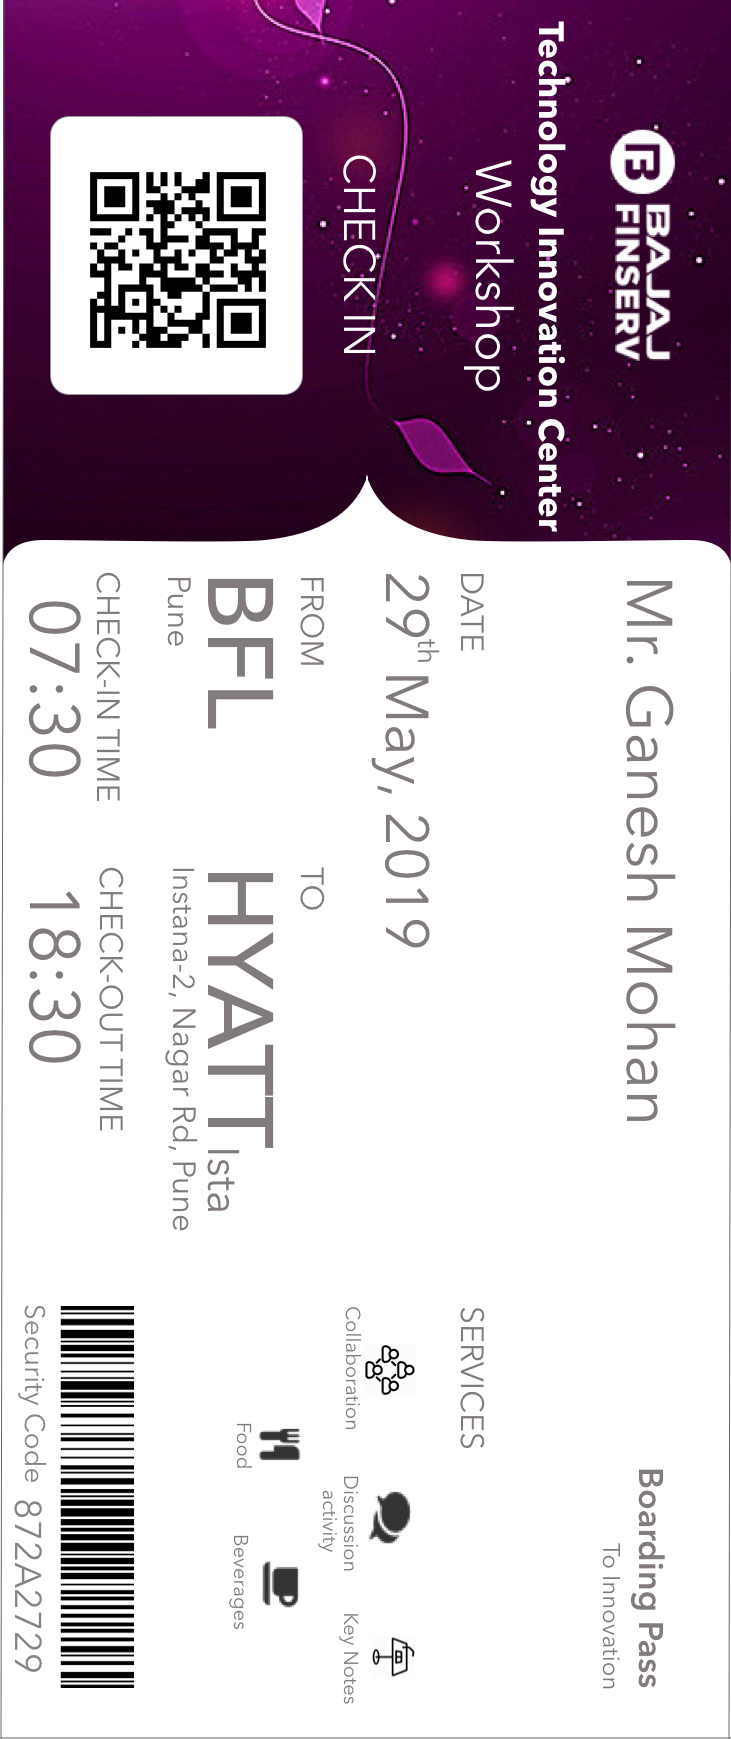 BAJAJ
FINSERV
Technology Innovation Center
Workshop
CHECK IN
Mr. Ganesh Mohan
DATE
29th May, 2019
FROM
BFL
Pune
TO
HYATT Ista
Instana-2, Nagar Rd, Pune
CHECK-IN TIME
07:30
CHECK-OUT TIME
18:30
Boarding Pass
To Innovation
SERVICES
Collaboration
Discussion
activity
Key Notes
Food
Beverages
Security Code 872A2729